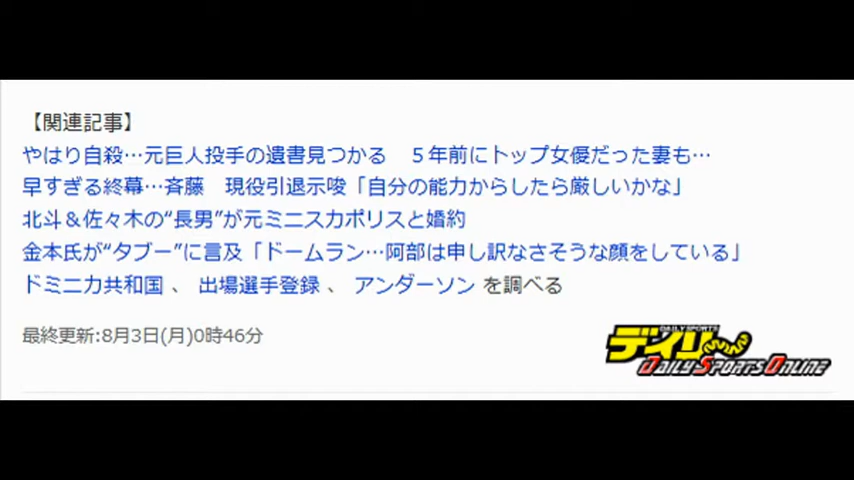 【関連記事】
やはり自殺…元巨人投手の遺書見つかる　５年前にトップ女優だった妻も…
早すぎる終幕…斉藤　現役引退示唆「自分の能力からしたら厳しいかな」
北斗＆佐々木の“長男”が元ミニスカポリスと婚約
金本氏が“タブー”に言及「ドームラン…阿部は申し訳なさそうな顔をしている」
ドミニカ共和国 、 出場選手登録 、 アンダーソン を調べる
最終更新:8月3日(月)0時46分
DAILY SPORTS
デイリー
DAILY SPORTS ONLINE